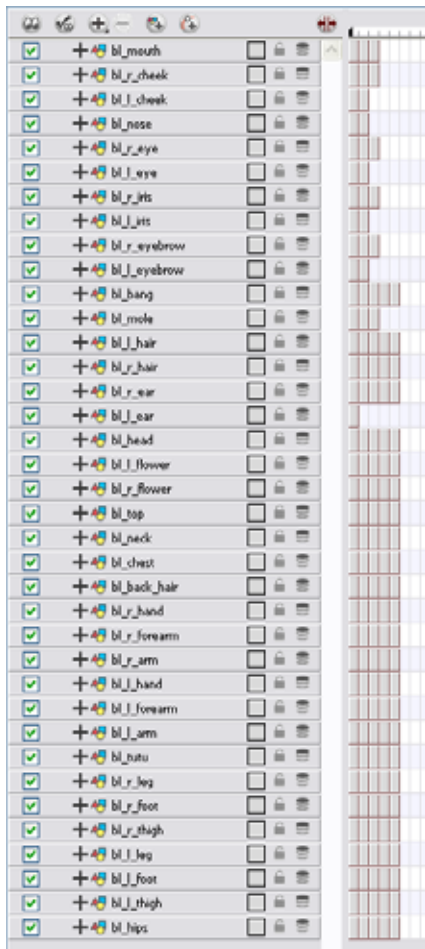 bl_mouth
bl_r_cheek
bl_l_cheek
bl_nose
bl_r_eye
bl_l_eye
bl_r_iris
bl_l_iris
bl_r_eyebrow
bl_l_eyebrow
bl_bang
bl_mole
bl_l_hair
bl_r_hair
bl_r_ear
bl_l_ear
bl_head
bl_l_flower
bl_r_flower
bl_top
bl_neck
bl_chest
bl_back_hair
bl_r_hand
bl_r_forearm
bl_r_arm
bl_l_hand
bl_l_forearm
bl_l_arm
bl_tutu
bl_r_leg
bl_r_foot
bl_r_thigh
bl_l_leg
bl_l_foot
bl_l_thigh
bl_hips